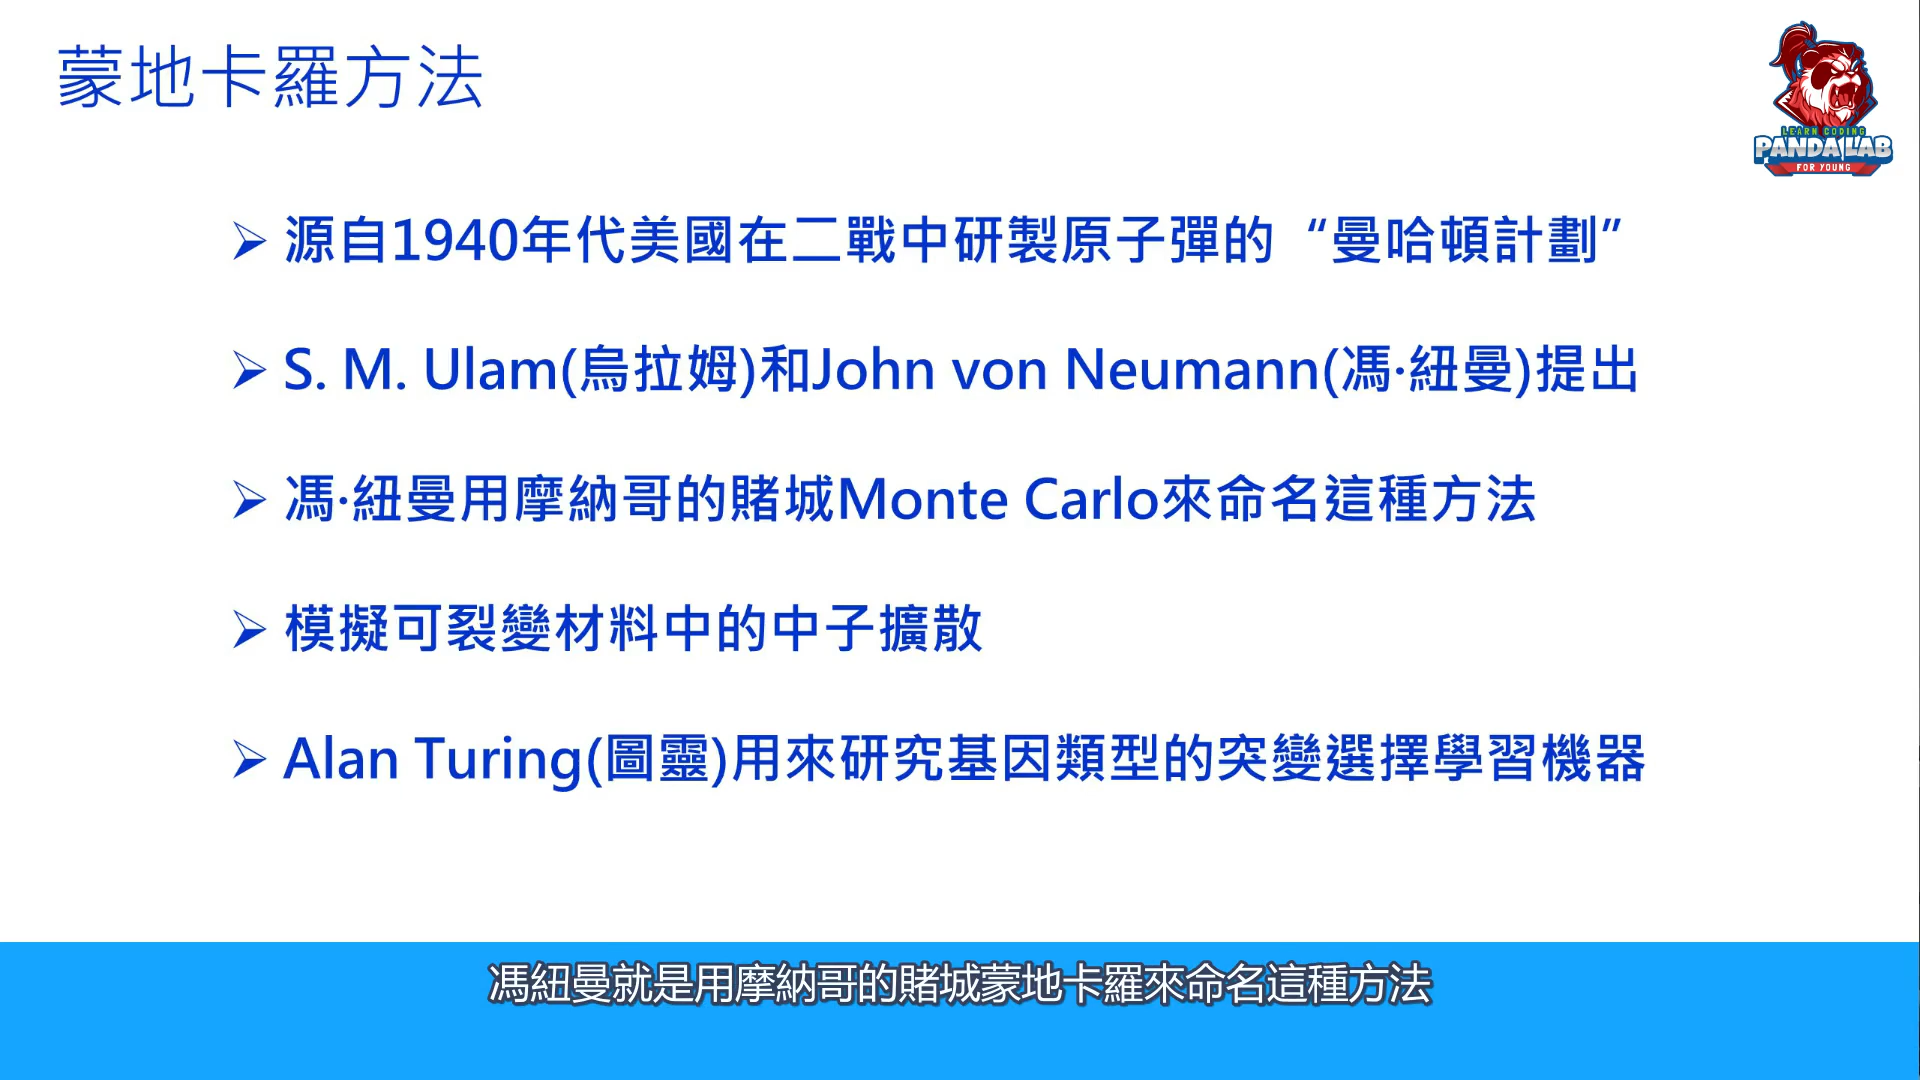 蒙地卡羅方法
LEARN CODING
PANDA LAB
FOR YOUNG
➢ 源自1940年代美國在二戰中研製原子彈的“曼哈頓計劃”
➢ S. M. Ulam(烏拉姆)和John von Neumann(馮·紐曼)提出
➢ 馮·紐曼用摩納哥的賭城Monte Carlo來命名這種方法
➢ 模擬可裂變材料中的中子擴散
➢ Alan Turing(圖靈)用來研究基因類型的突變選擇學習機器
馮紐曼就是用摩納哥的賭城蒙地卡羅來命名這種方法